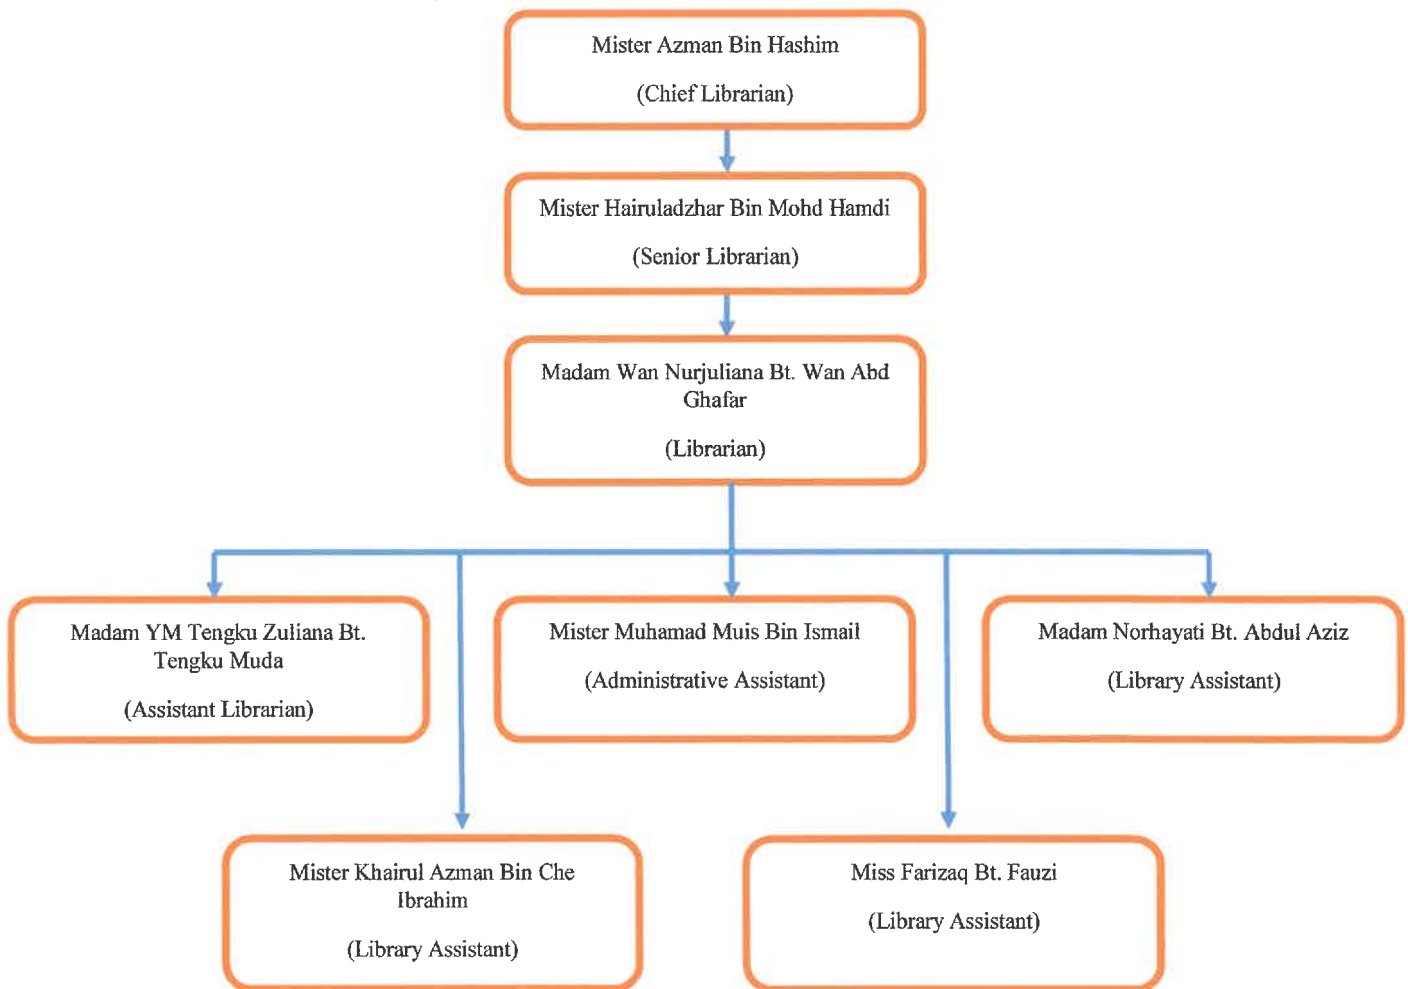 Mister Azman Bin Hashim
(Chief Librarian)
Mister Hairuladzhar Bin Mohd Hamdi
(Senior Librarian)
Madam Wan Nurjuliana Bt. Wan Abd
Ghafar
(Librarian)
Madam YM Tengku Zuliana Bt.
Tengku Muda
(Assistant Librarian)
Mister Muhamad Muis Bin Ismail
(Administrative Assistant)
Madam Norhayati Bt. Abdul Aziz
(Library Assistant)
Mister Khairul Azman Bin Che
Ibrahim
(Library Assistant)
Miss Farizaq Bt. Fauzi
(Library Assistant)